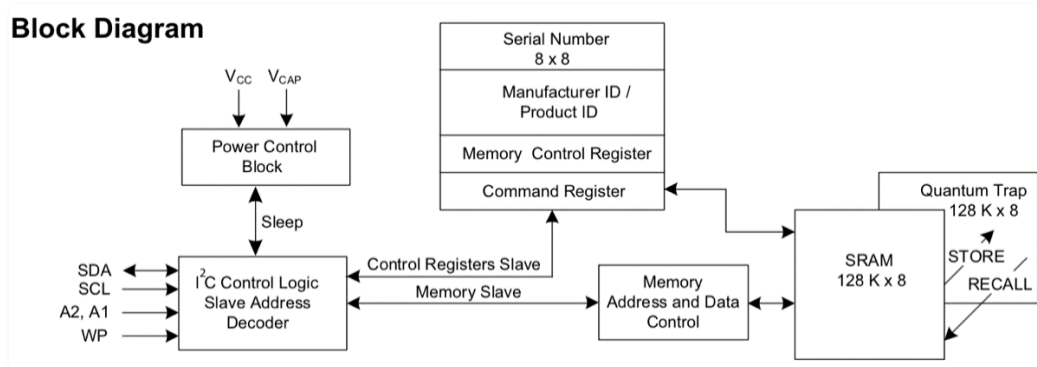 Block Diagram
Serial Number
8 x 8
Manufacturer ID /
Product ID
Memory Control Register
Command Register
VCC VCAP
Power Control
Block
Sleep
SDA
SCL
A2, A1
WP
I2C Control Logic
Slave Address
Decoder
Control Registers Slave
Memory Slave
Memory
Address and Data
Control
SRAM
128 K x 8
Quantum Trap
128 K x 8
STORE
RECALL